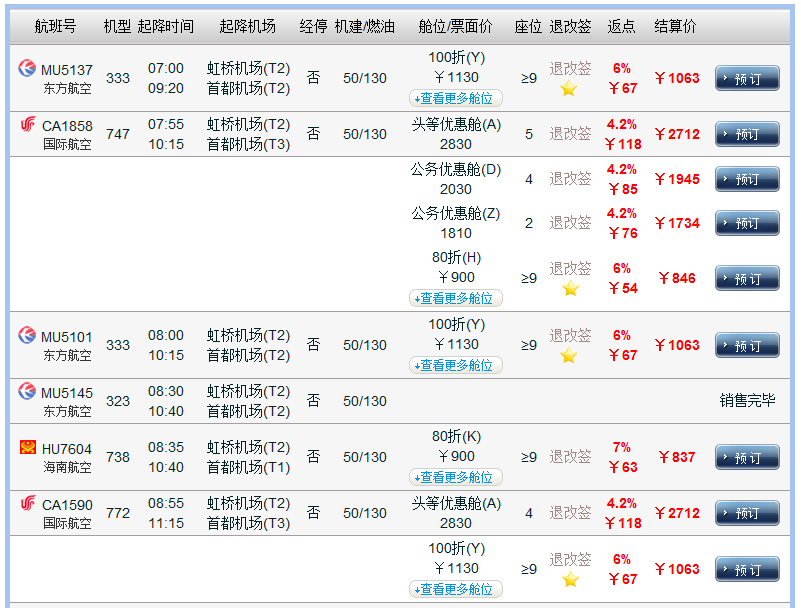 航班号 机型 起降时间 起降机场 经停 机建/燃油 舱位/票面价 座位 退改签 返点 结算价
MU5137 东方航空 333 07:00 09:20 虹桥机场(T2) 首都机场(T2) 否 50/130 100折(Y) ￥1130 ↓查看更多舱位 ≥9 退改签 6% ￥67 ￥1063 预订
CA1858 国际航空 747 07:55 10:15 虹桥机场(T2) 首都机场(T3) 否 50/130 头等优惠舱(A) 2830 5 退改签 4.2% ￥118 ￥2712 预订
公务优惠舱(D) 2030 4 退改签 4.2% ￥85 ￥1945 预订
公务优惠舱(Z) 1810 2 退改签 4.2% ￥76 ￥1734 预订
80折(H) ￥900 ↓查看更多舱位 ≥9 退改签 6% ￥54 ￥846 预订
MU5101 东方航空 333 08:00 10:15 虹桥机场(T2) 首都机场(T2) 否 50/130 100折(Y) ￥1130 ↓查看更多舱位 ≥9 退改签 6% ￥67 ￥1063 预订
MU5145 东方航空 323 08:30 10:40 虹桥机场(T2) 首都机场(T2) 否 50/130 销售完毕
HU7604 海南航空 738 08:35 10:40 虹桥机场(T2) 首都机场(T1) 否 50/130 80折(K) ￥900 ↓查看更多舱位 ≥9 退改签 7% ￥63 ￥837 预订
CA1590 国际航空 772 08:55 11:15 虹桥机场(T2) 首都机场(T3) 否 50/130 头等优惠舱(A) 2830 4 退改签 4.2% ￥118 ￥2712 预订
100折(Y) ￥1130 ↓查看更多舱位 ≥9 退改签 6% ￥67 ￥1063 预订